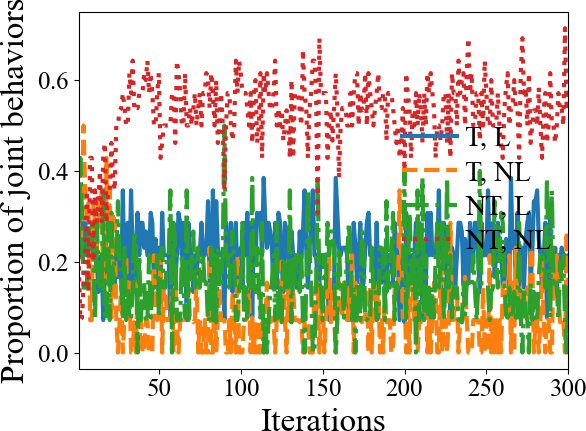 Proportion of joint behaviors
0.6
0.4
0.2
0.0
T, L
T, NL
NT, L
NT, NL
50
100
150
200
250
300
Iterations